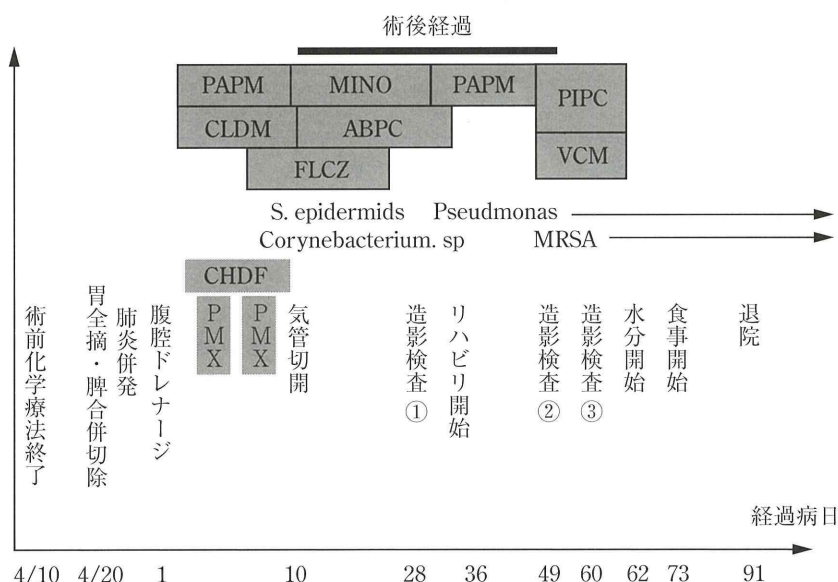 術後経過
PAPM MINO PAPM PIPC
CLDM ABPC VCM
FLCZ
S. epidermids Pseudmonas
Corynebacterium. sp MRSA
CHDF
PMX PMX
術前化学療法終了
胃全摘・脾合併切除
肺炎併発
腹腔ドレナージ
気管切開
造影検査①
リハビリ開始
造影検査②
造影検査③
水分開始
食事開始
退院
経過病日
4/10 4/20 1 10 28 36 49 60 62 73 91